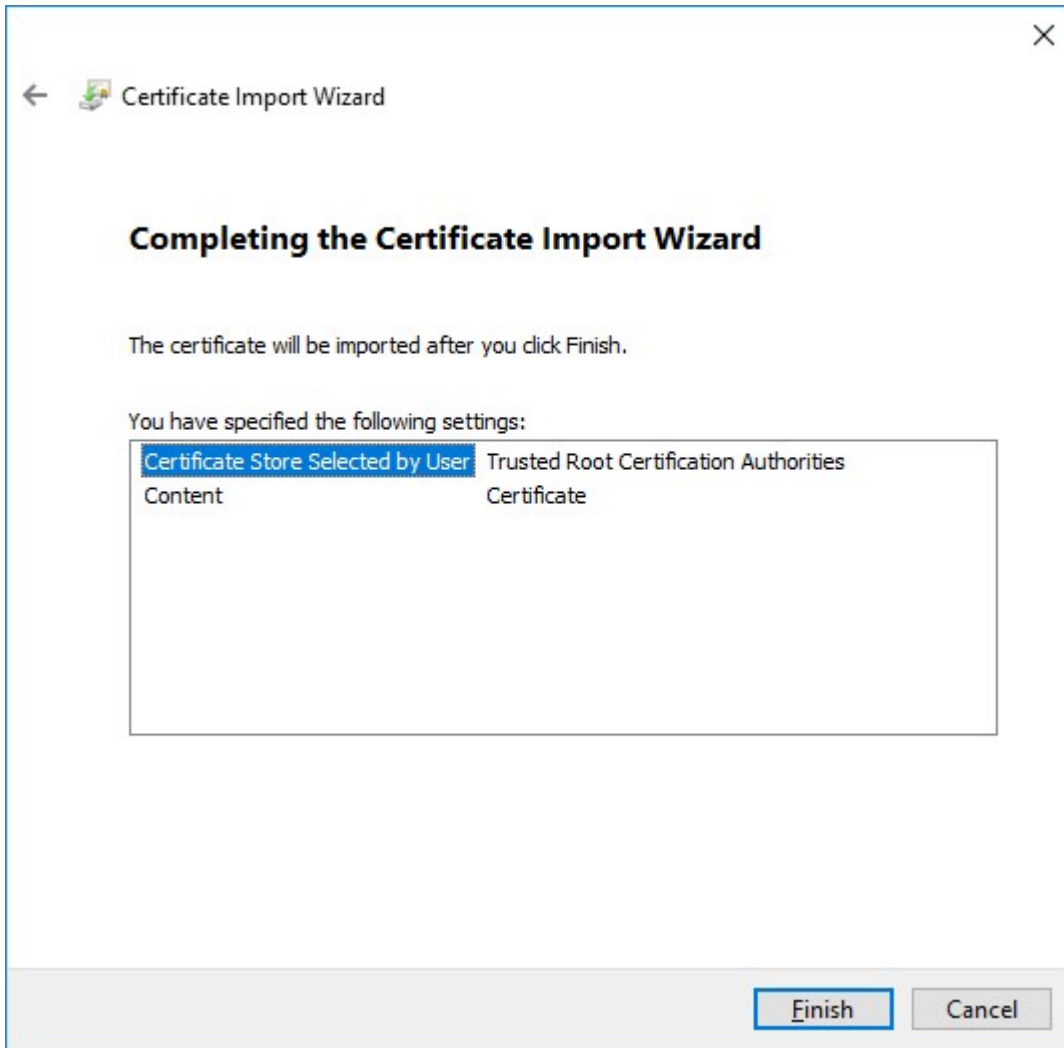 Certificate Import Wizard
Completing the Certificate Import Wizard
The certificate will be imported after you click Finish.
You have specified the following settings:
Certificate Store Selected by User Trusted Root Certification Authorities
Content Certificate
Finish Cancel